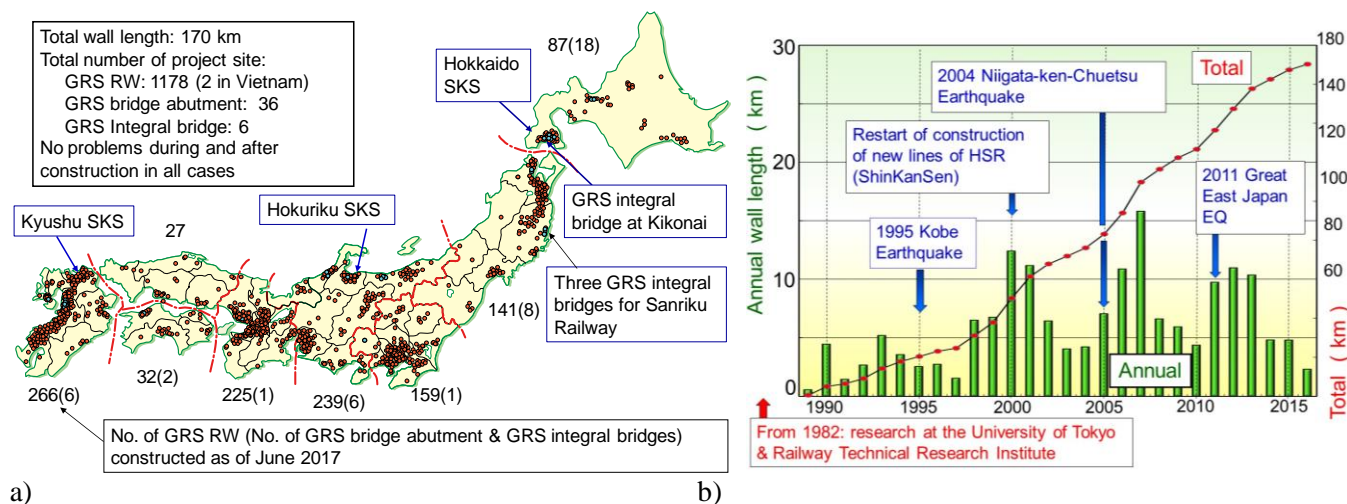 Total wall length: 170 km
Total number of project site:
GRS RW: 1178 (2 in Vietnam)
GRS bridge abutment: 36
GRS Integral bridge: 6
No problems during and after
construction in all cases
87(18)
Hokkaido
SKS
GRS integral
bridge at Kikonai
Hokuriku SKS
Kyushu SKS
27
Three GRS integral
bridges for Sanriku
Railway
141(8)
32(2)
225(1)
239(6)
159(1)
266(6)
No. of GRS RW (No. of GRS bridge abutment & GRS integral bridges)
constructed as of June 2017
a)
Annual wall length ( km )
30
20
10
0
180
160
140
120
100
80
60
Total ( km )
Total
2004 Niigata-ken-Chuetsu
Earthquake
Restart of construction
of new lines of HSR
(ShinKanSen)
2011 Great
East Japan
EQ
1995 Kobe
Earthquake
Annual
1990
1995
2000
2005
2010
2015
From 1982: research at the University of Tokyo
& Railway Technical Research Institute
b)